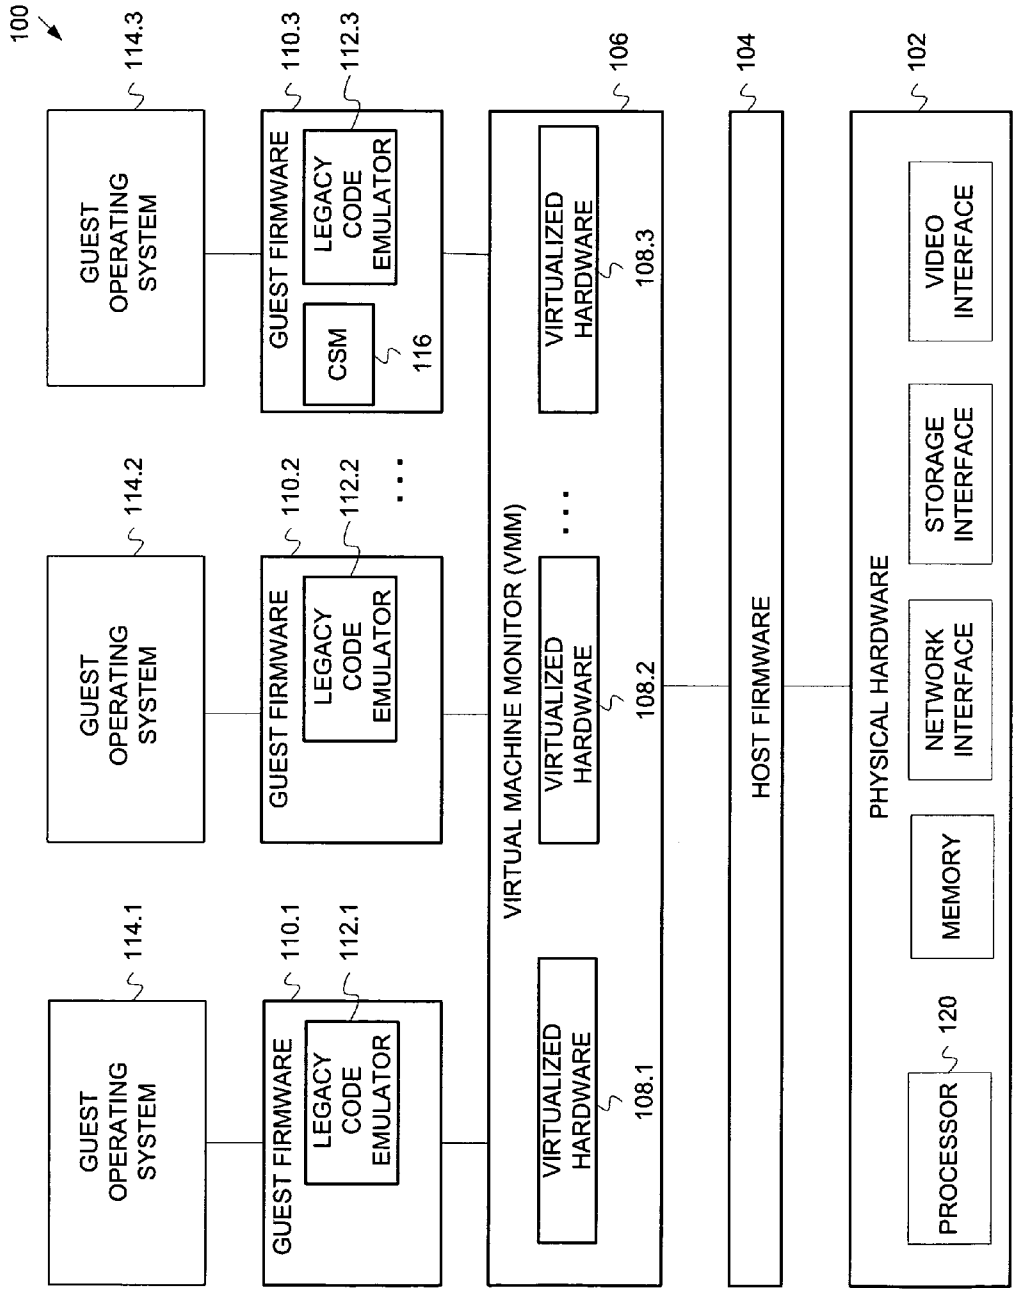 100
114.1
GUEST
OPERATING
SYSTEM
114.2
GUEST
OPERATING
SYSTEM
114.3
GUEST
OPERATING
SYSTEM
110.1
GUEST FIRMWARE
112.1
LEGACY
CODE
EMULATOR
110.2
GUEST FIRMWARE
112.2
LEGACY
CODE
EMULATOR
...
110.3
GUEST FIRMWARE
CSM
116
112.3
LEGACY
CODE
EMULATOR
106
VIRTUAL MACHINE MONITOR (VMM)
VIRTUALIZED
HARDWARE
108.1
VIRTUALIZED
HARDWARE
108.2
...
VIRTUALIZED
HARDWARE
108.3
104
HOST FIRMWARE
102
PHYSICAL HARDWARE
PROCESSOR
120
MEMORY
NETWORK
INTERFACE
STORAGE
INTERFACE
VIDEO
INTERFACE